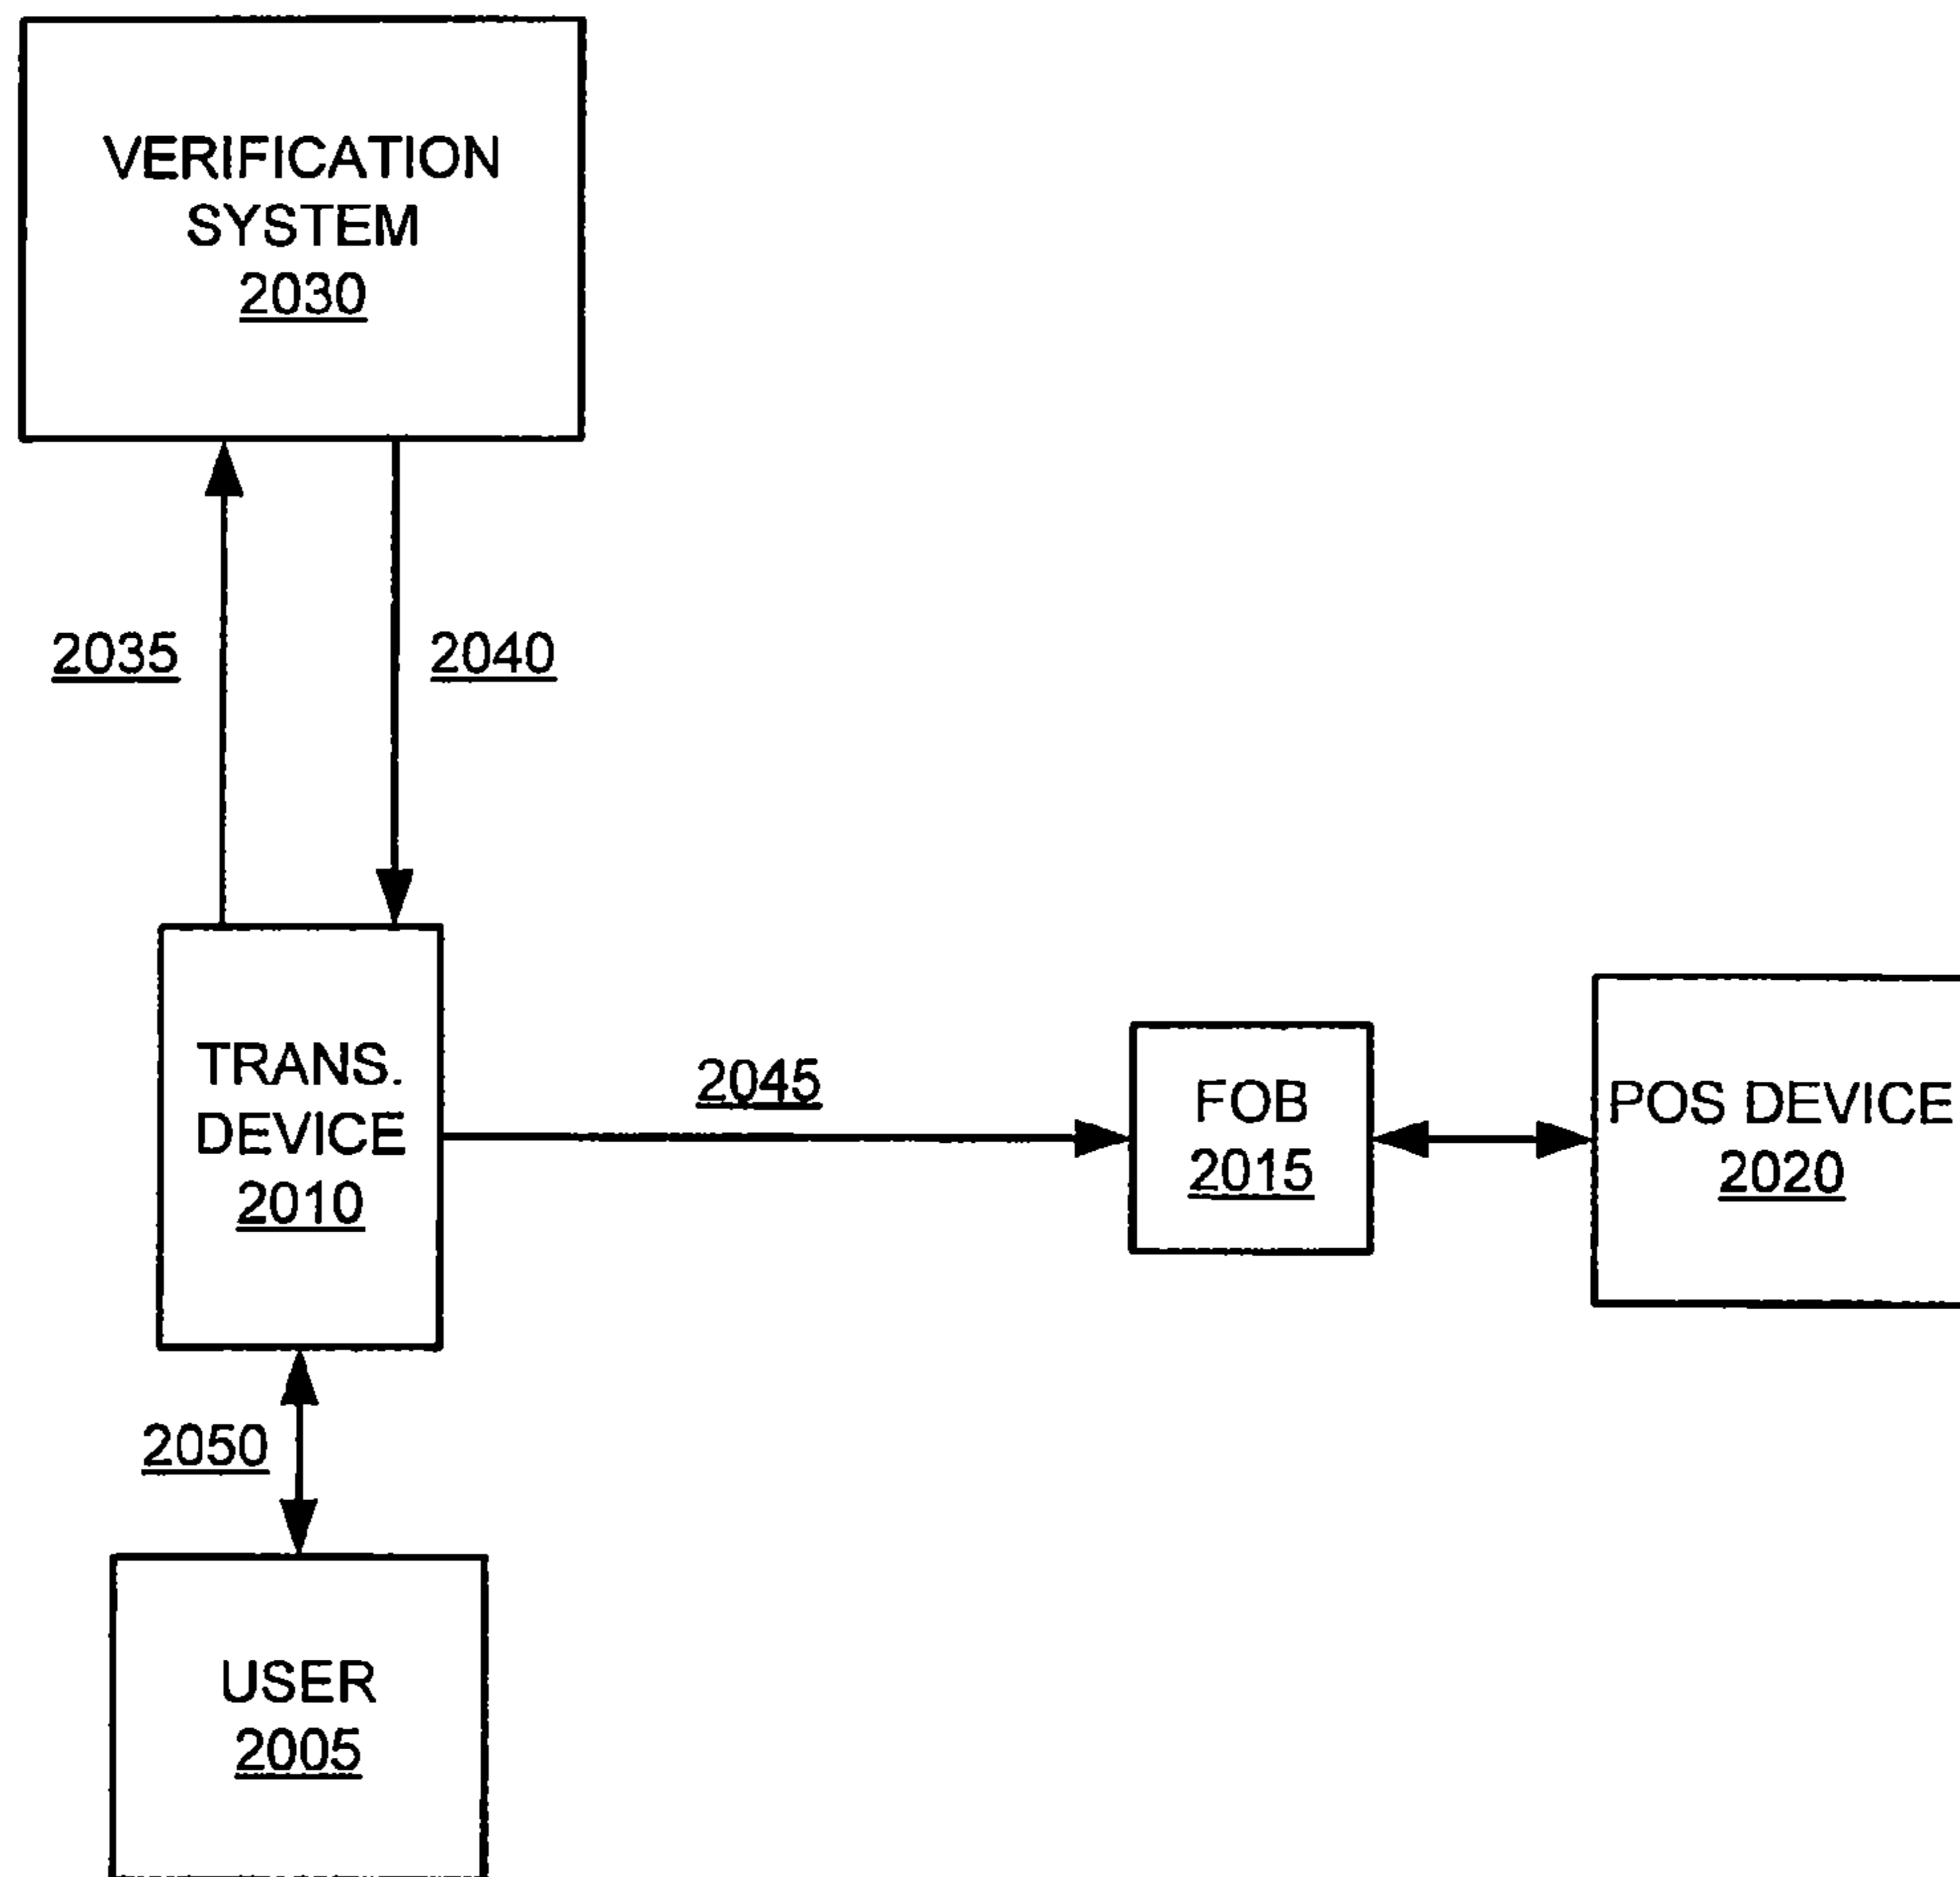 VERIFICATION
SYSTEM
2030
2035
2040
TRANS.
DEVICE
2010
2045
FOB
2015
POS DEVICE
2020
2050
USER
2005